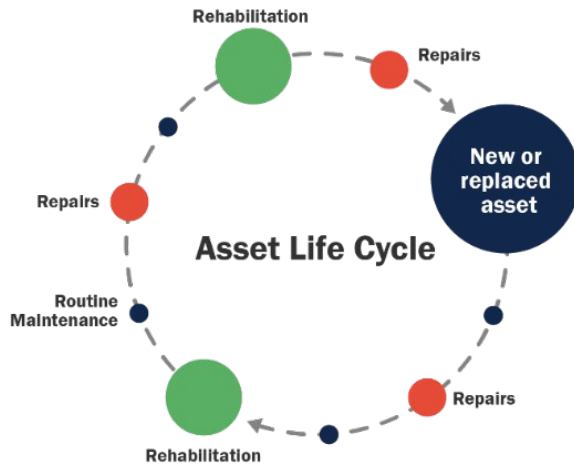 Rehabilitation
Repairs
New or
replaced
asset
Repairs
Asset Life Cycle
Routine
Maintenance
Repairs
Rehabilitation